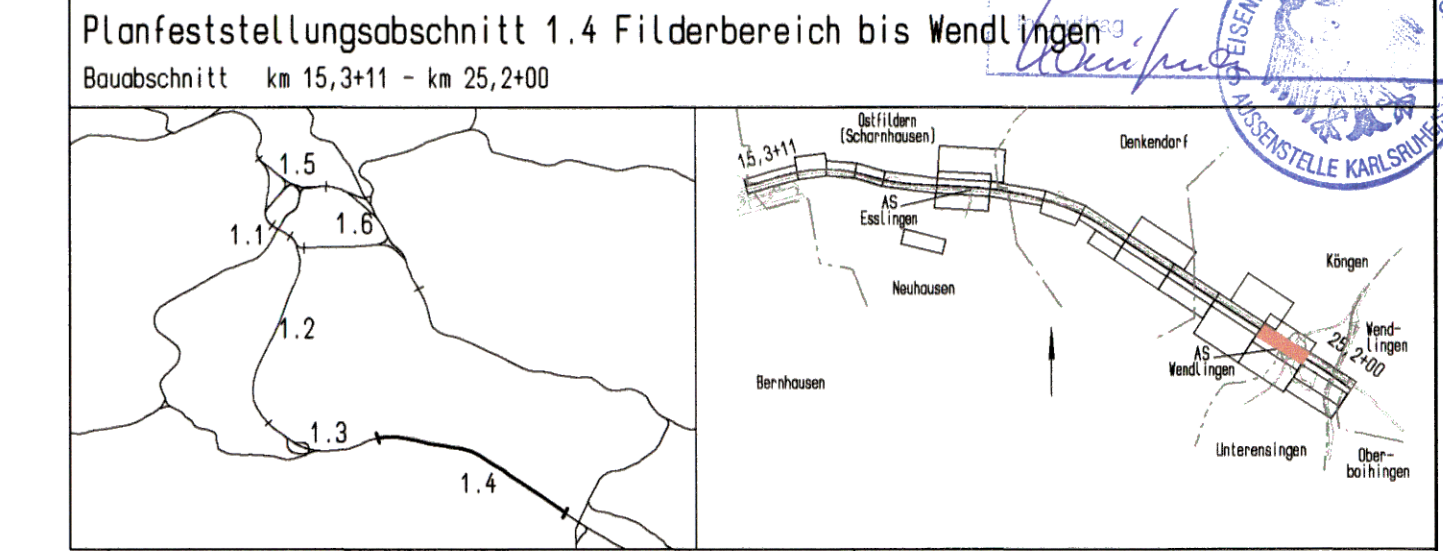 Planfeststellungsabschnitt 1.4 Filderbereich bis Wendlingen
Bauabschnitt km 15,3+11 - km 25,2+00
Auftrag
EISEN
AUSSENSTELLE KARLSRUHE
1.5
1.6
1.1
1.2
1.3
1.4
15,3+11
Ostfildern
(Scharnhausen)
Denkendorf
AS
Esslingen
Neuhausen
Köngen
Wend-
lingen
25,2+00
AS
Wendlingen
Bernhausen
Unterensingen
Ober-
boihingen